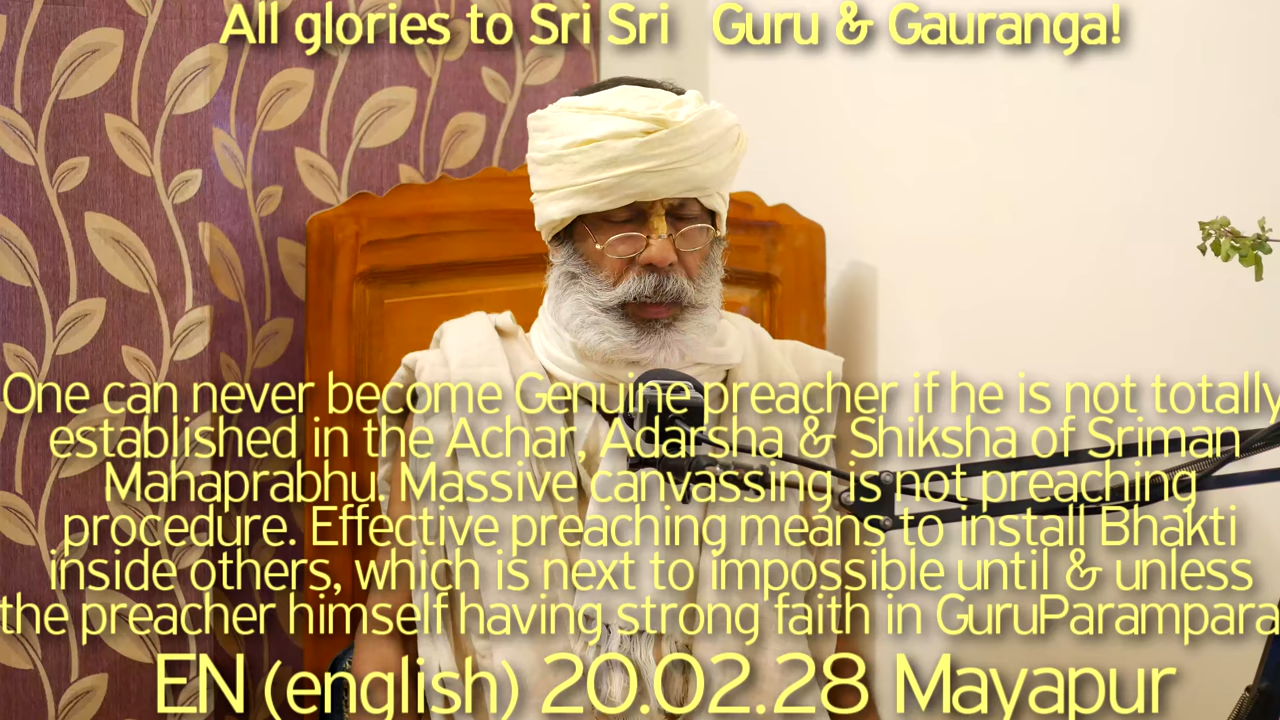 All glories to Sri Sri Guru & Gauranga!
One can never become Genuine preacher if he is not totally
established in the Achar, Adarsha & Shiksha of Sriman
Mahaprabhu. Massive canvassing is not preaching
procedure. Effective preaching means to install Bhakti
inside others, which is next to impossible until & unless
the preacher himself having strong faith in GuruParampara
EN (english) 20.02.28 Mayapur